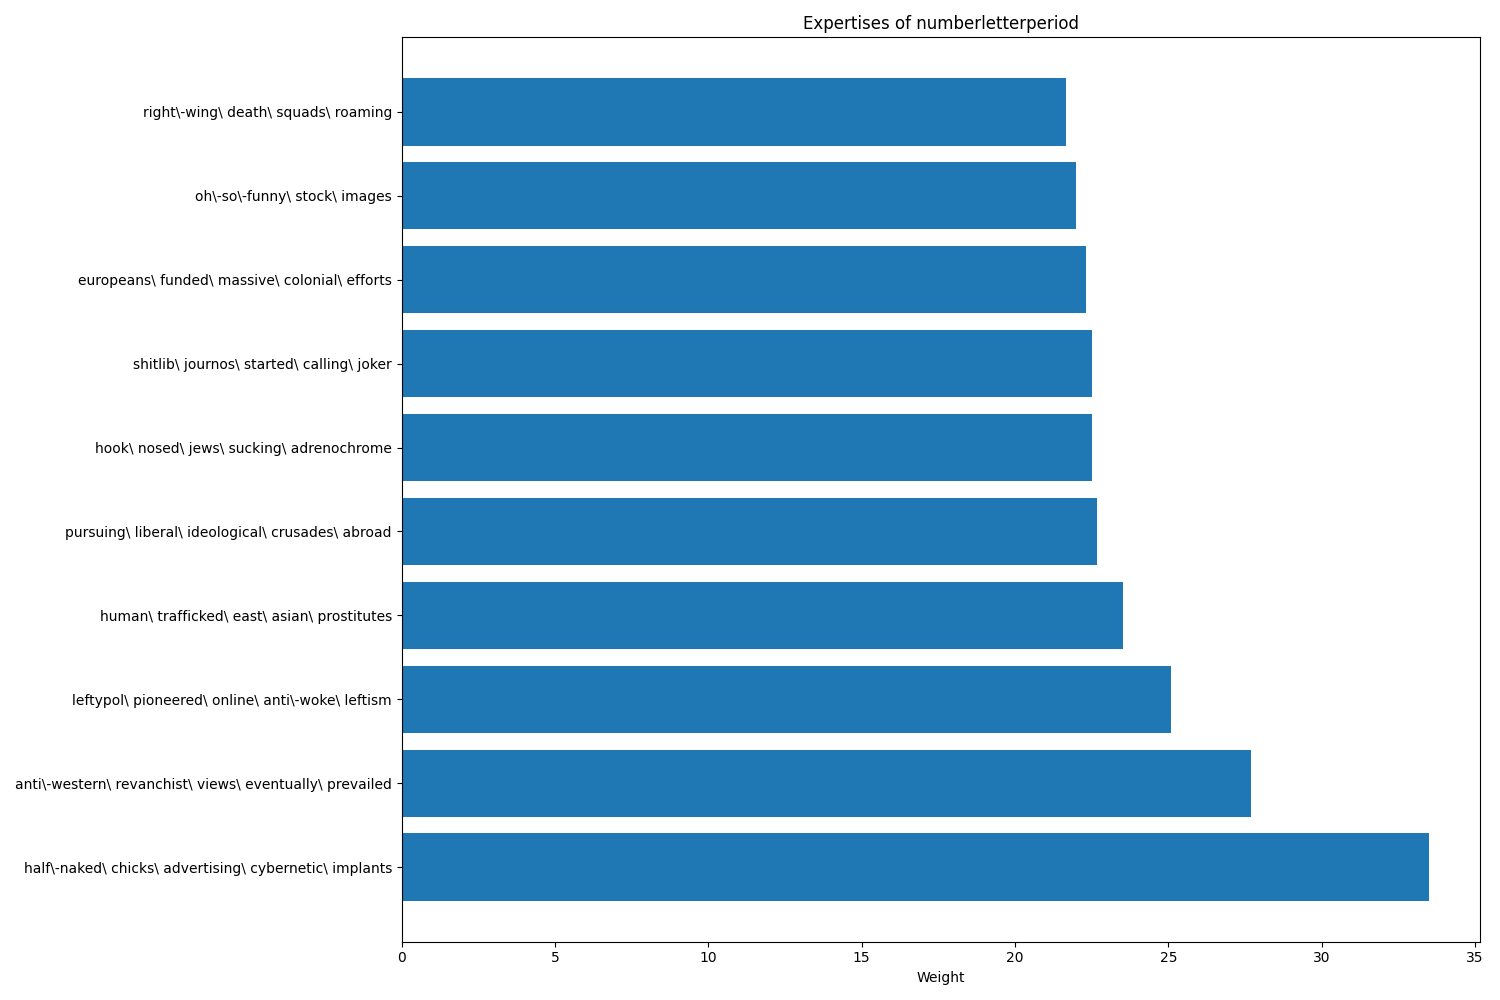 Expertises of numberletterperiod
right\-wing\ death\ squads\ roaming
oh\-so\-funny\ stock\ images
europeans\ funded\ massive\ colonial\ efforts
shitlib\ journos\ started\ calling\ joker
hook\ nosed\ jews\ sucking\ adrenochrome
pursuing\ liberal\ ideological\ crusades\ abroad
human\ trafficked\ east\ asian\ prostitutes
leftypol\ pioneered\ online\ anti\-woke\ leftism
anti\-western\ revanchist\ views\ eventually\ prevailed
half\-naked\ chicks\ advertising\ cybernetic\ implants
0 5 10 15 20 25 30 35
Weight